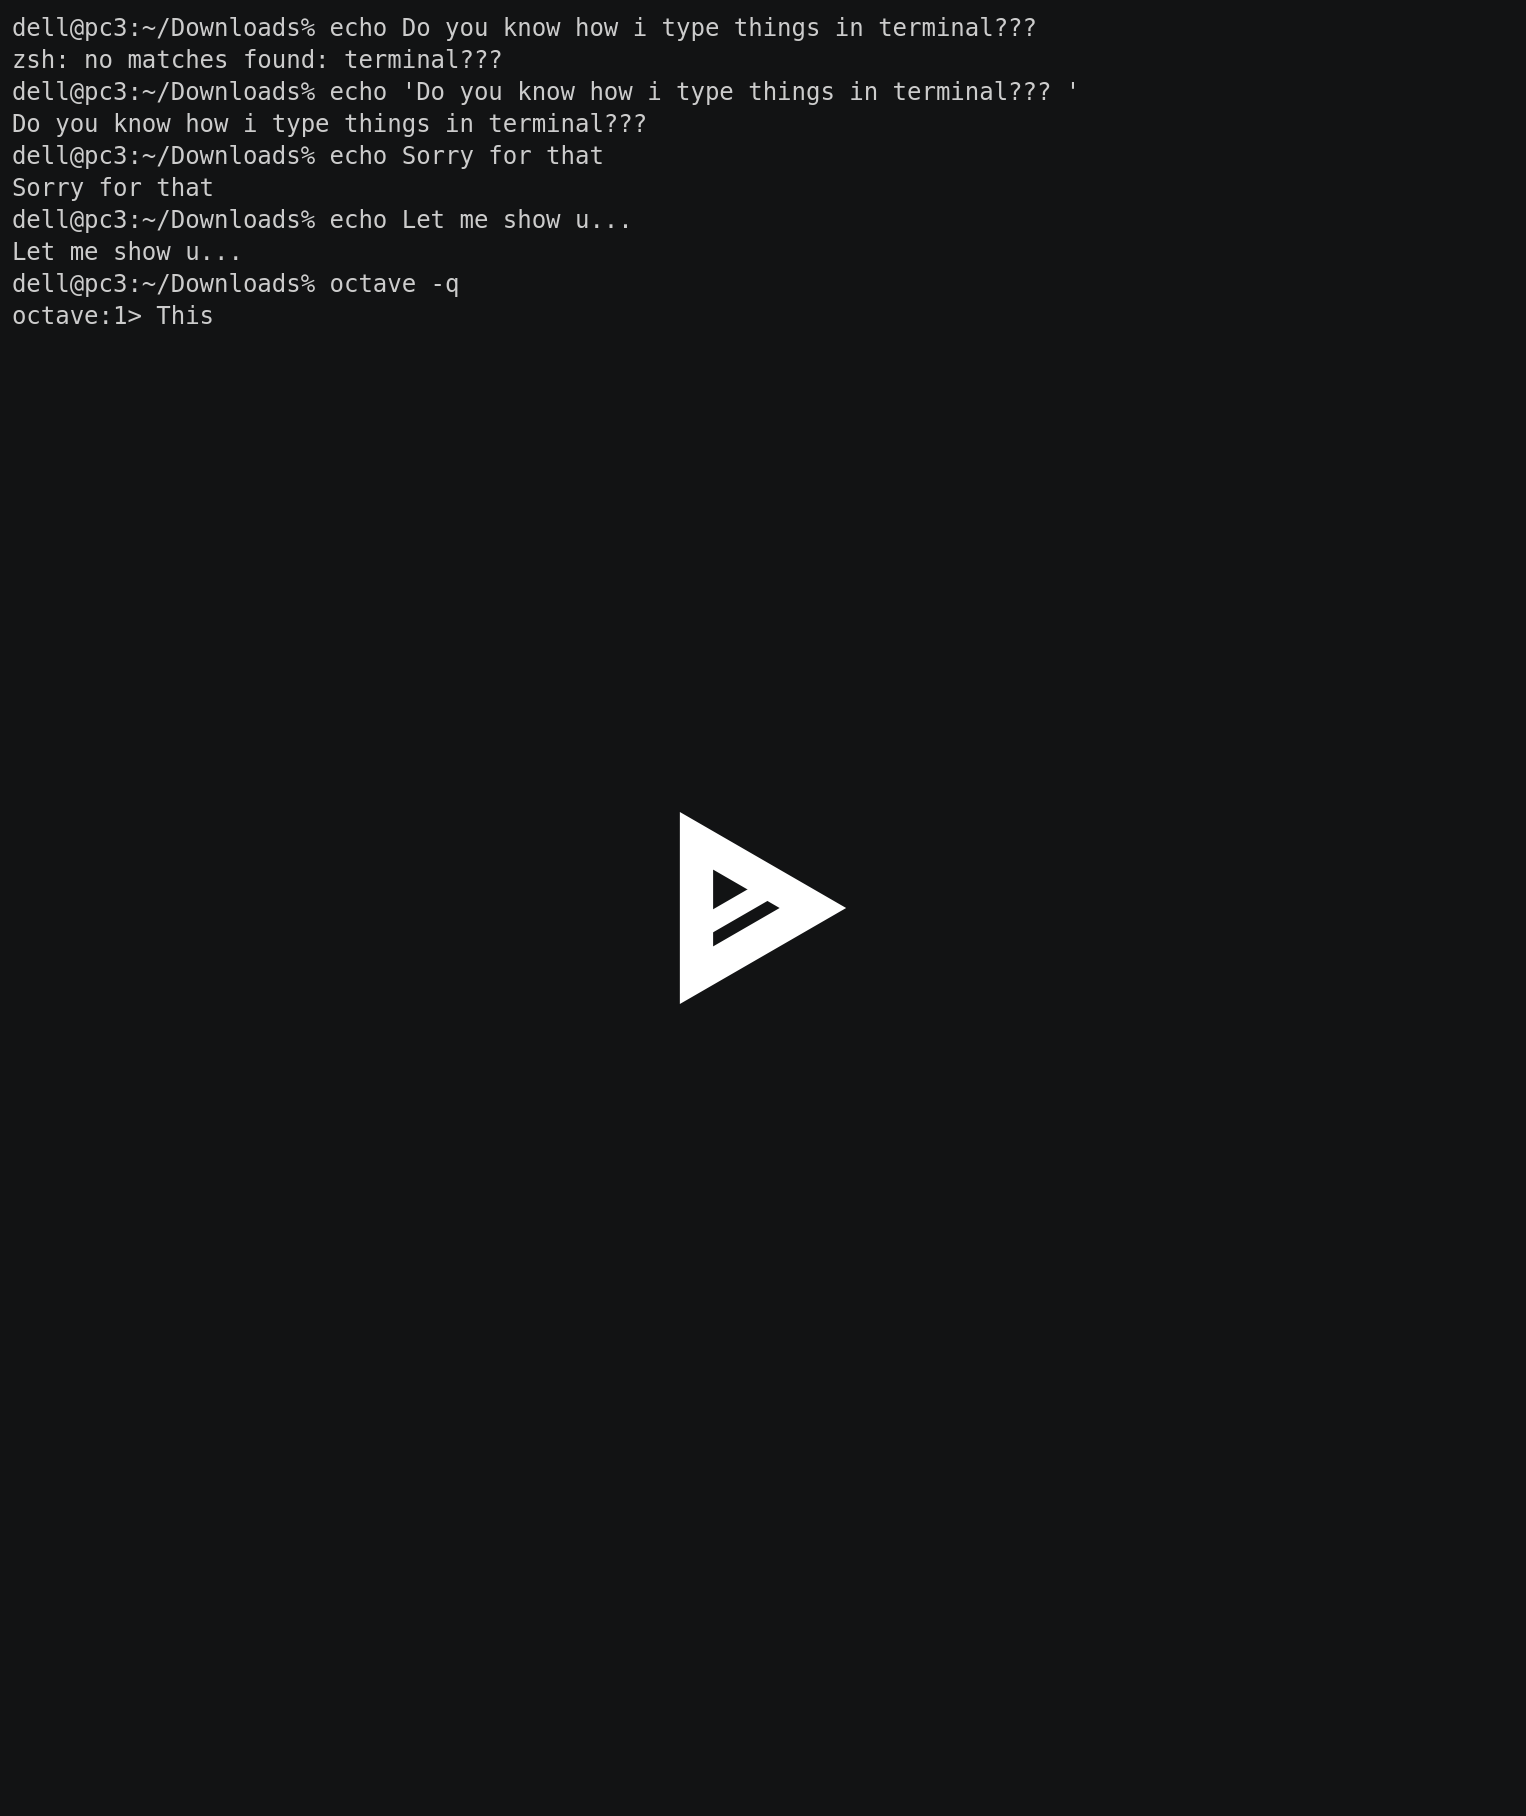 dell@pc3:~/Downloads% echo Do you know how i type things in terminal???
zsh: no matches found: terminal???
dell@pc3:~/Downloads% echo 'Do you know how i type things in terminal??? '
Do you know how i type things in terminal???
dell@pc3:~/Downloads% echo Sorry for that
Sorry for that
dell@pc3:~/Downloads% echo Let me show u...
Let me show u...
dell@pc3:~/Downloads% octave -q
octave:1> This